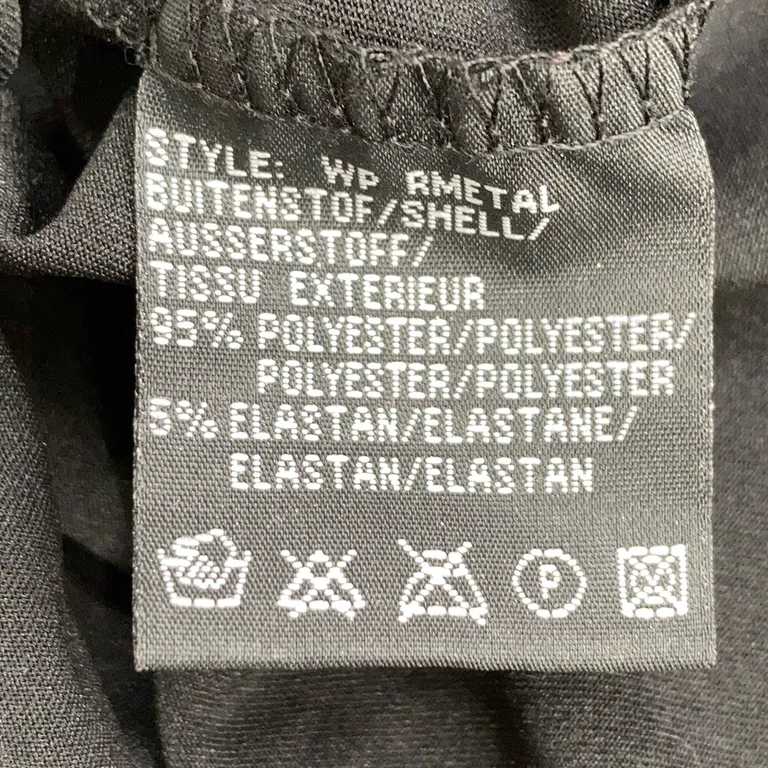 STYLE: WP RMETAL
BUITENSTOF/SHELL/
AUSSERSTOFF/
TISSU EXTERIEUR
95% POLYESTER/POLYESTER/
POLYESTER/POLYESTER
5% ELASTAN/ELASTANE/
ELASTAN/ELASTAN
P